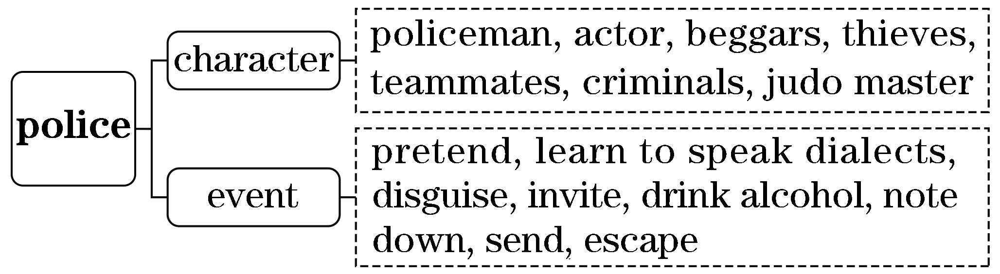 police
character
policeman, actor, beggars, thieves,
teammates, criminals, judo master
event
pretend, learn to speak dialects,
disguise, invite, drink alcohol, note
down, send, escape